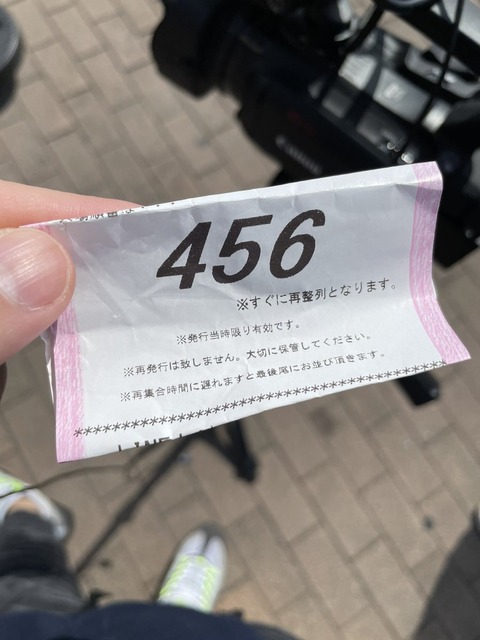 456
※すぐに再整列となります。
※発行当時限り有効です。
※再発行は致しません。大切に保管してください。
※再集合時間に遅れますと最後尾にお並び頂きます。
******************************************
Canon